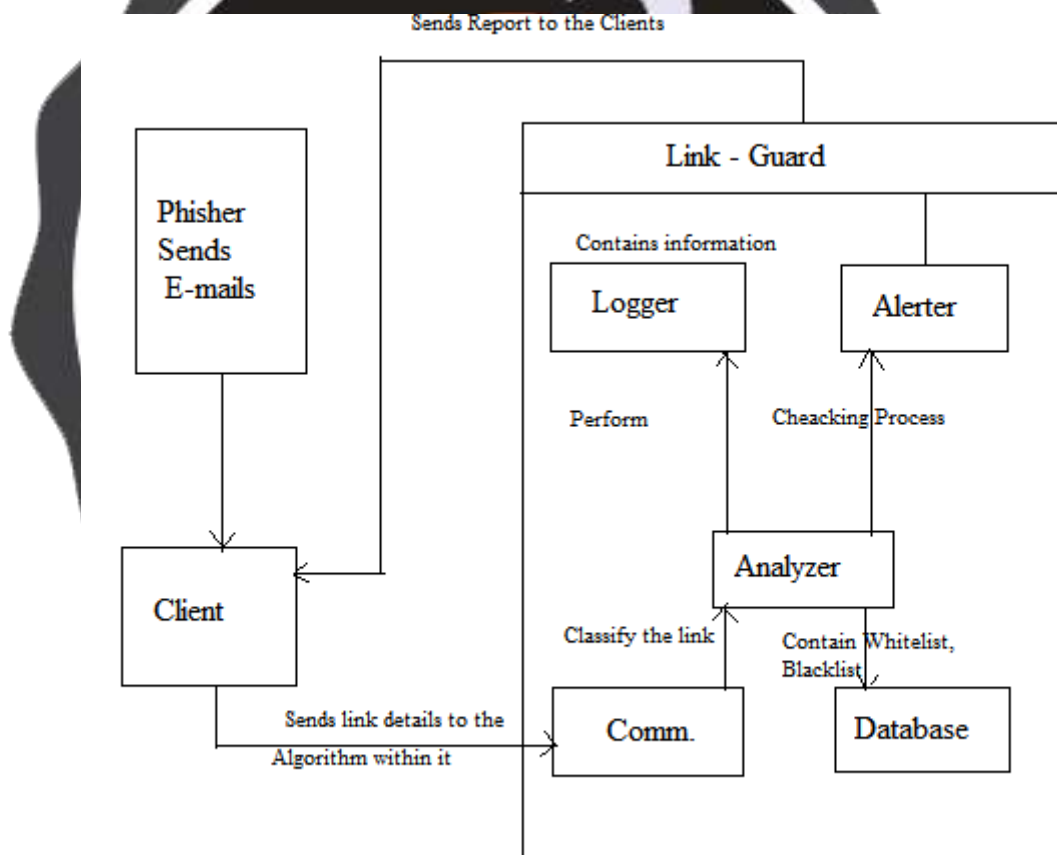 Sends Report to the Clients
Link - Guard
Phisher
Sends
E-mails
Contains information
Logger
Alerter
Perform
Cheacking Process
Analyzer
Client
Classify the link
Contain Whitelist,
Blacklist
Sends link details to the
Algorithm within it
Comm.
Database